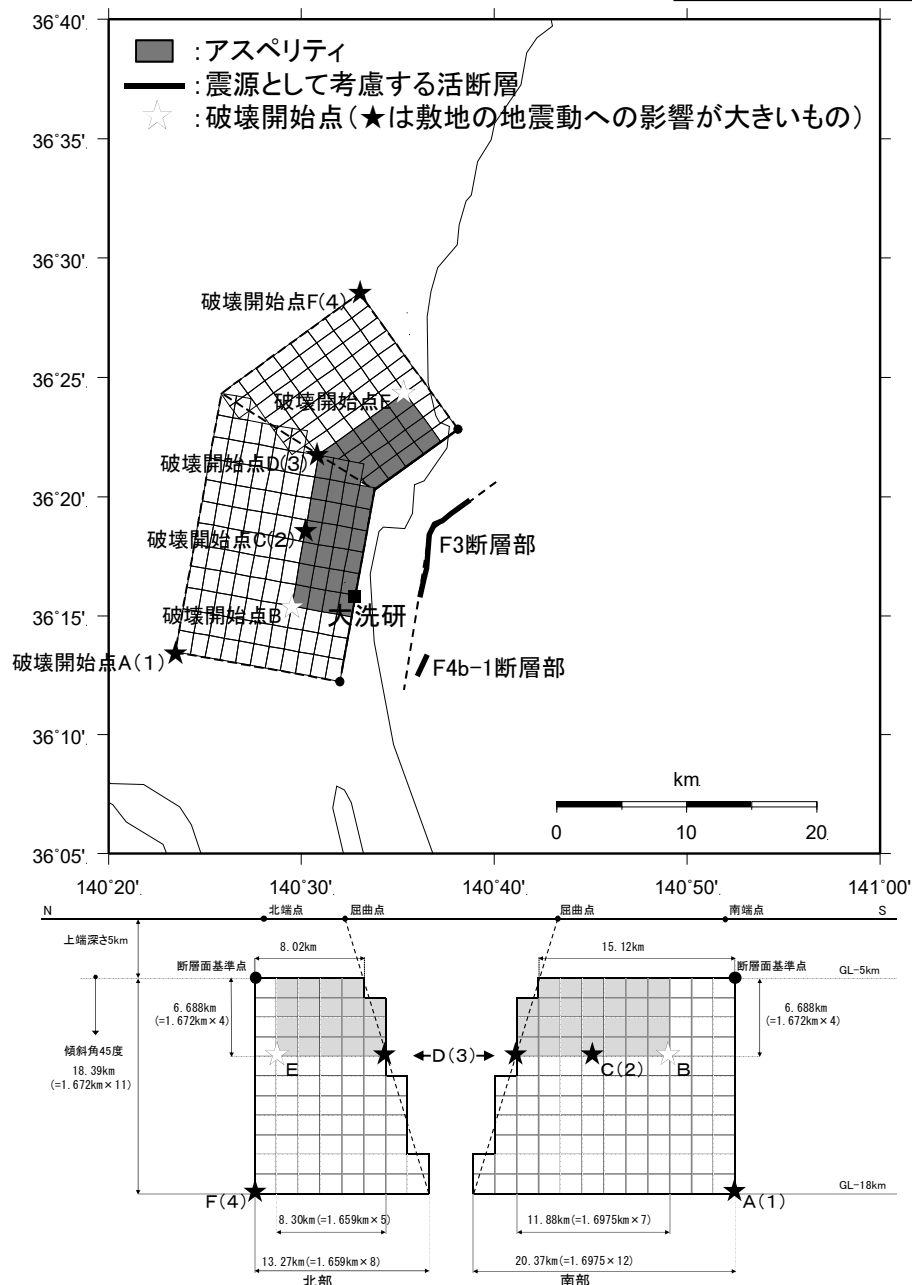 36°40'
：アスペリティ
：震源として考慮する活断層
：破壊開始点（★は敷地の地震動への影響が大きいもの）
36°35'
36°30'
破壊開始点F(4)
36°25'
破壊開始点E
破壊開始点D(3)
36°20'
破壊開始点C(2)
F3断層部
36°15'
破壊開始点B
大洗研
破壊開始点A(1)
F4b-1断層部
36°10'
km
0 10 20
36°05'
140°20' 140°30' 140°40' 140°50' 141°00'
N 北端点 屈曲点 屈曲点 南端点 S
上端深さ5km
8.02km 15.12km
断層面基準点 断層面基準点 GL-5km
6.688km
(=1.672km×4)
6.688km
(=1.672km×4)
傾斜角45度
18.39km
(=1.672km×11)
E ←D(3)→ C(2) B
F(4) A(1) GL-18km
8.30km(=1.659km×5) 11.88km(=1.6975km×7)
13.27km(=1.659km×8) 20.37km(=1.6975×12)
北部 南部